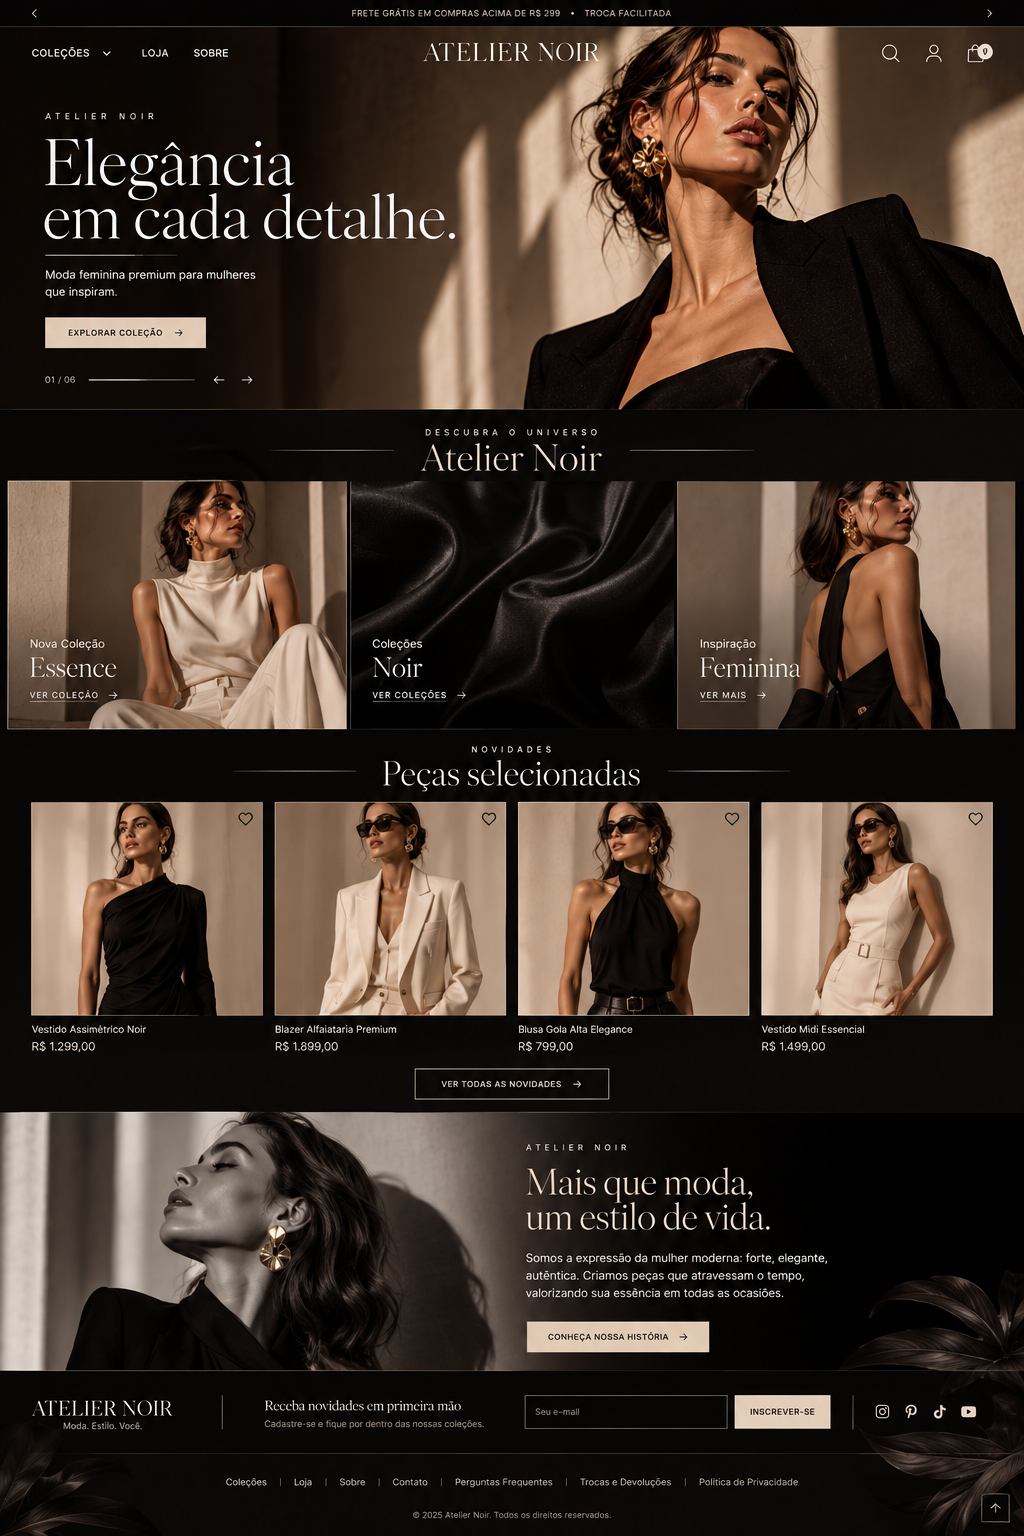 FRETE GRÁTIS EM COMPRAS ACIMA DE R$ 299 • TROCA FACILITADA
COLEÇÕES LOJA SOBRE
ATELIER NOIR
0
ATELIER NOIR
Elegância
em cada detalhe.
Moda feminina premium para mulheres
que inspiram.
EXPLORAR COLEÇÃO →
01 / 06 ← →
DESCUBRA O UNIVERSO
Atelier Noir
Nova Coleção
Essence
VER COLEÇÃO →
Coleções
Noir
VER COLEÇÕES →
Inspiração
Feminina
VER MAIS →
NOVIDADES
Peças selecionadas
Vestido Assimétrico Noir
R$ 1.299,00
Blazer Alfaiataria Premium
R$ 1.899,00
Blusa Gola Alta Elegance
R$ 799,00
Vestido Midi Essencial
R$ 1.499,00
VER TODAS AS NOVIDADES →
ATELIER NOIR
Mais que moda,
um estilo de vida.
Somos a expressão da mulher moderna: forte, elegante,
autêntica. Criamos peças que atravessam o tempo,
valorizando sua essência em todas as ocasiões.
CONHEÇA NOSSA HISTÓRIA →
ATELIER NOIR
Moda. Estilo. Você.
Receba novidades em primeira mão
Cadastre-se e fique por dentro das nossas coleções.
Seu e-mail
INSCREVER-SE
Coleções | Loja | Sobre | Contato | Perguntas Frequentes | Trocas e Devoluções | Política de Privacidade
© 2025 Atelier Noir. Todos os direitos reservados.